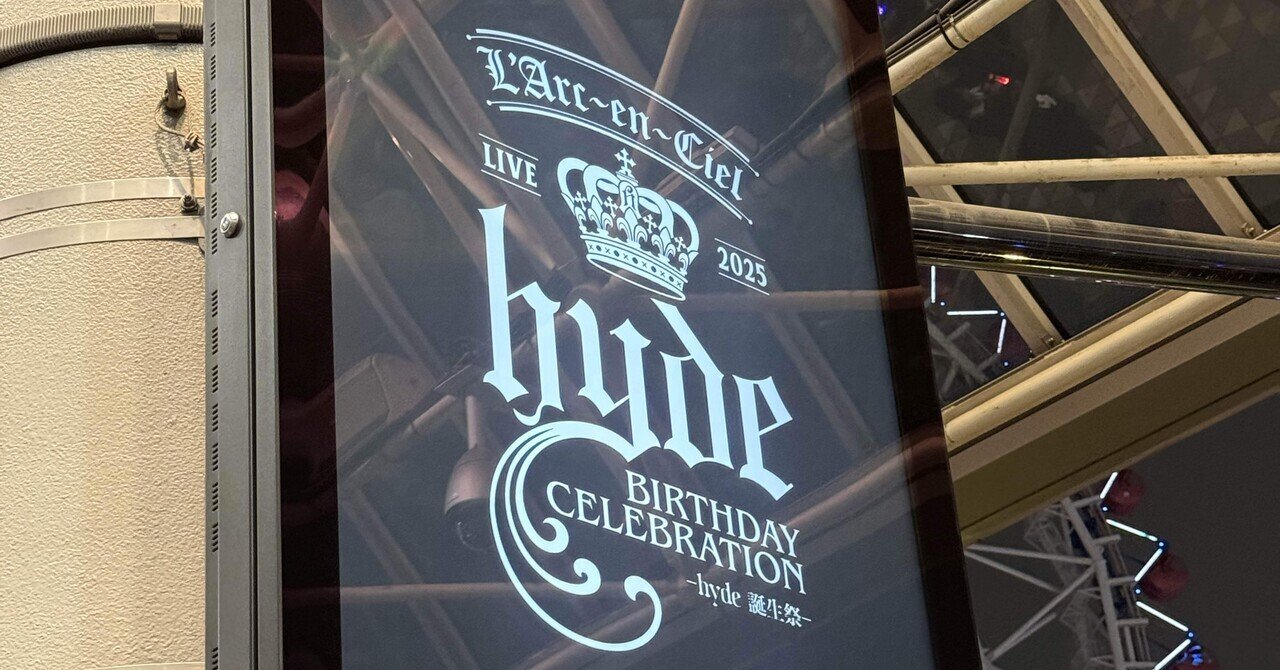 L'Arc~en~Ciel
LIVE
2025
hyde
BIRTHDAY
CELEBRATION
-hyde 誕生祭-